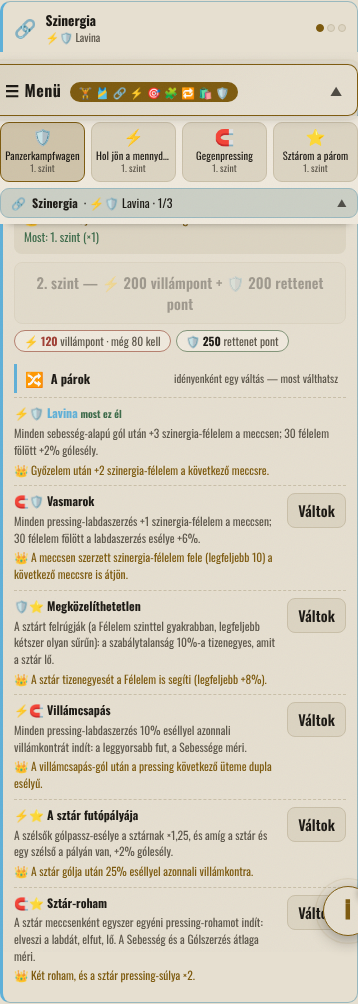 Szinergia
⚡🛡️ Lavina
☰ Menü
Panzerkampfwagen
1. szint
Hol jön a mennyd...
1. szint
Gegenpressing
1. szint
Sztárom a párom
1. szint
Szinergia · ⚡🛡️ Lavina · 1/3
Most: 1. szint (×1)
2. szint — ⚡ 200 villámpont + 🛡️ 200 rettenet
pont
⚡ 120 villámpont · még 80 kell
🛡️ 250 rettenet pont
🔀 A párok
idényenként egy váltás — most válthatsz
⚡🛡️ Lavina most ez él
Minden sebesség-alapú gól után +3 szinergia-félelem a meccsen; 30 félelem
fölött +2% gólesély.
👑 Győzelem után +2 szinergia-félelem a következő meccsre.
🧲🛡️ Vasmarok
Váltok
Minden pressing-labdaszerzés +1 szinergia-félelem a meccsen;
30 félelem fölött a labdaszerzés esélye +6%.
👑 A meccsen szerzett szinergia-félelem fele (legfeljebb 10) a
következő meccsre is átjön.
🛡️⭐ Megközelíthetetlen
Váltok
A sztárt felrúgják (a Félelem szinttel gyakrabban, legfeljebb
kétszer olyan sűrűn): a szabálytalanság 10%-a tizenegyes, amit
a sztár lő.
👑 A sztár tizenegyesét a Félelem is segíti (legfeljebb +8%).
⚡🧲 Villámcsapás
Váltok
Minden pressing-labdaszerzés 10% eséllyel azonnali
villámkontrát indít: a leggyorsabb fut, a Sebessége méri.
👑 A villámcsapás-gól után a pressing következő üteme dupla
esélyű.
⚡⭐ A sztár futópályája
Váltok
A szélsők gólpassz-esélye a sztárnak ×1,25, és amíg a sztár és
egy szélső a pályán van, +2% gólesély.
👑 A sztár gólja után 25% eséllyel azonnali villámkontra.
🧲⭐ Sztár-roham
A sztár meccsenként egyszer egyéni pressing-rohamot indít:
elveszi a labdát, elfut, lő. A Sebesség és a Gólszerzés átlaga
méri.
👑 Két roham, és a sztár pressing-súlya ×2.